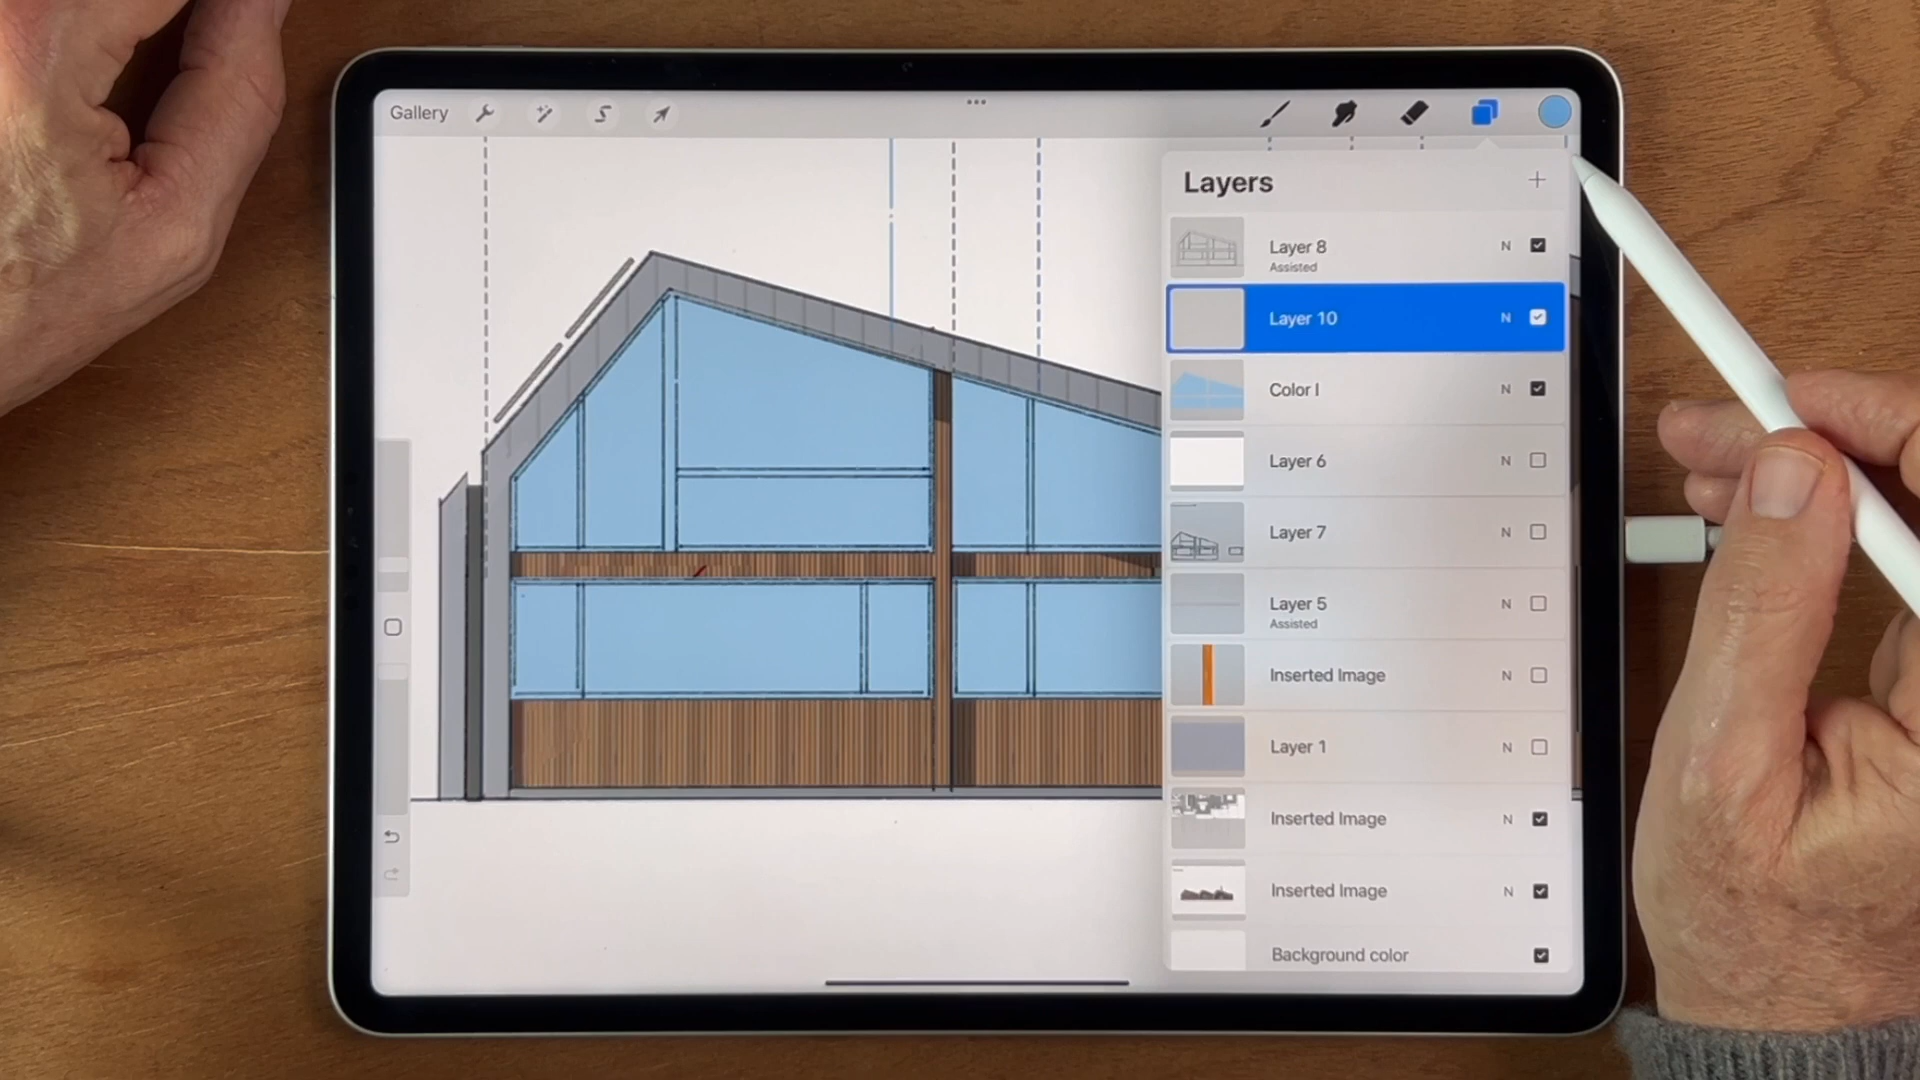 Gallery
Layers
Layer 8
N
Assisted
Layer 10
N
Color I
N
Layer 6
N
Layer 7
N
Layer 5
N
Assisted
Inserted Image
N
Layer 1
N
Inserted Image
N
Inserted Image
N
Background color